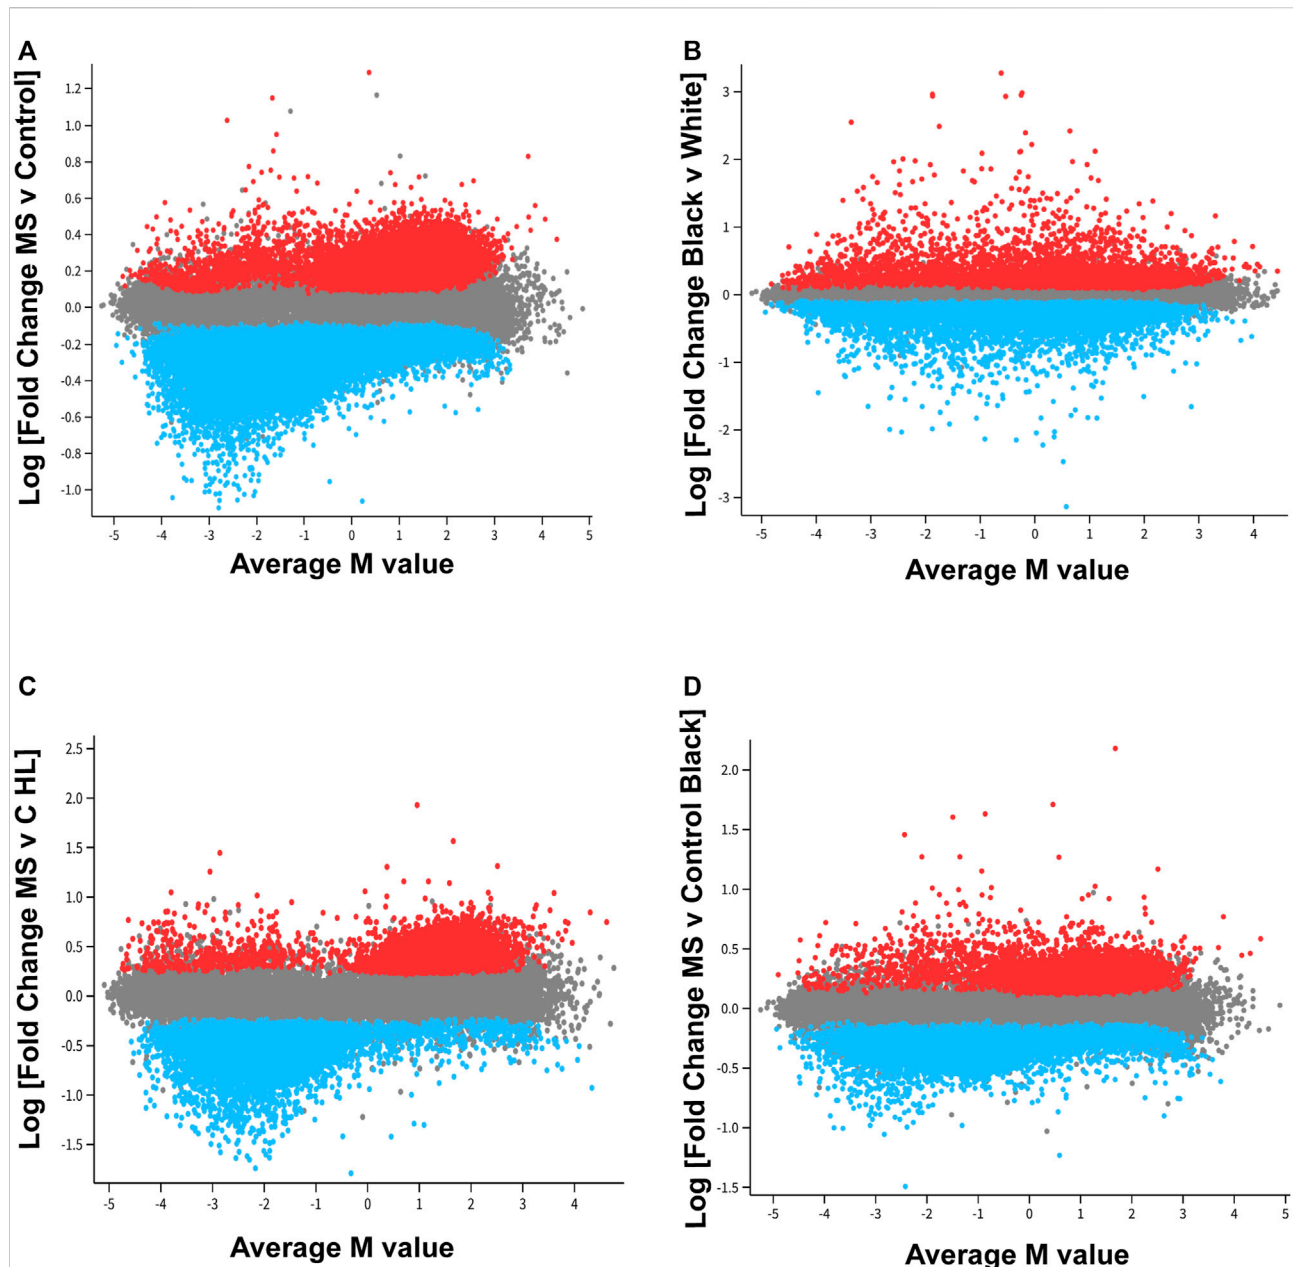 A
Log [Fold Change MS v Control]
1.2
1.0
0.8
0.6
0.4
0.2
0.0
-0.2
-0.4
-0.6
-0.8
-1.0
-5 -4 -3 -2 -1 0 1 2 3 4 5
Average M value
B
Log [Fold Change Black v White]
3
2
1
0
-1
-2
-3
-5 -4 -3 -2 -1 0 1 2 3 4
Average M value
C
Log [Fold Change MS v C HL]
2.5
2.0
1.5
1.0
0.5
0.0
-0.5
-1.0
-1.5
-5 -4 -3 -2 -1 0 1 2 3 4
Average M value
D
Log [Fold Change MS v Control Black]
2.0
1.5
1.0
0.5
0.0
-0.5
-1.0
-1.5
-5 -4 -3 -2 -1 0 1 2 3 4 5
Average M value